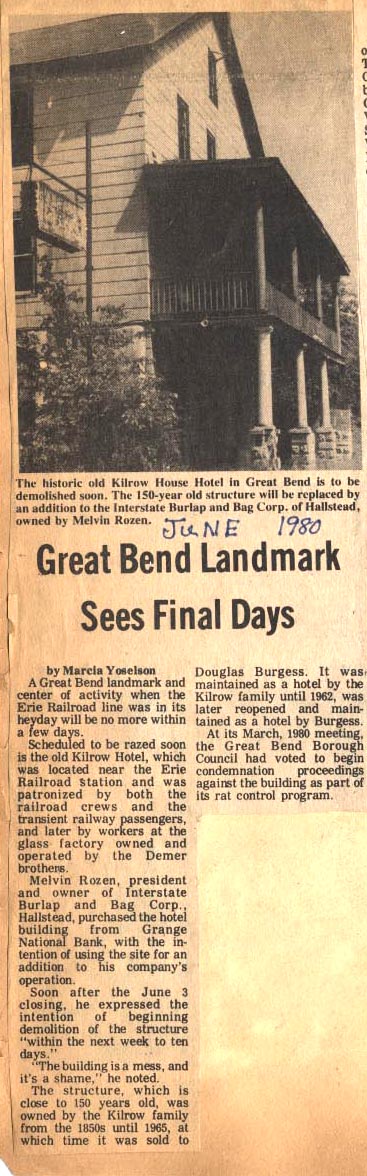 The historic old Kilrow House Hotel in Great Bend is to be
demolished soon. The 150-year old structure will be replaced by
an addition to the Interstate Burlap and Bag Corp. of Hallstead,
owned by Melvin Rozen.
JUNE 1980
Great Bend Landmark
Sees Final Days
by Marcia Yoselson
A Great Bend landmark and
center of activity when the
Erie Railroad line was in its
heyday will be no more within
a few days.
Scheduled to be razed soon
is the old Kilrow Hotel, which
was located near the Erie
Railroad Station and was
patronized by both the
railroad crews and the
transient railway passengers,
and later by workers at the
glass factory owned and
operated by the Demer
brothers.
Melvin Rozen, president
and owner of Interstate
Burlap and Bag Corp.,
Hallstead, purchased the hotel
building from Grange
National Bank, with the in-
tention of using the site for an
addition to his company's
operation.
Soon after the June 3
closing, he expressed the
intention of beginning
demolition of the structure
"within the next week to ten
days."
"The building is a mess, and
it's a shame," he noted.
The structure, which is
close to 150 years old, was
owned by the Kilrow family
from the 1850s until 1965, at
which time it was sold to
Douglas Burgess. It was
maintained as a hotel by the
Kilrow family until 1962, was
later reopened and main-
tained as a hotel by Burgess.
At its March, 1980 meeting,
the Great Bend Borough
Council had voted to begin
condemnation proceedings
against the building as part of
its rat control program.